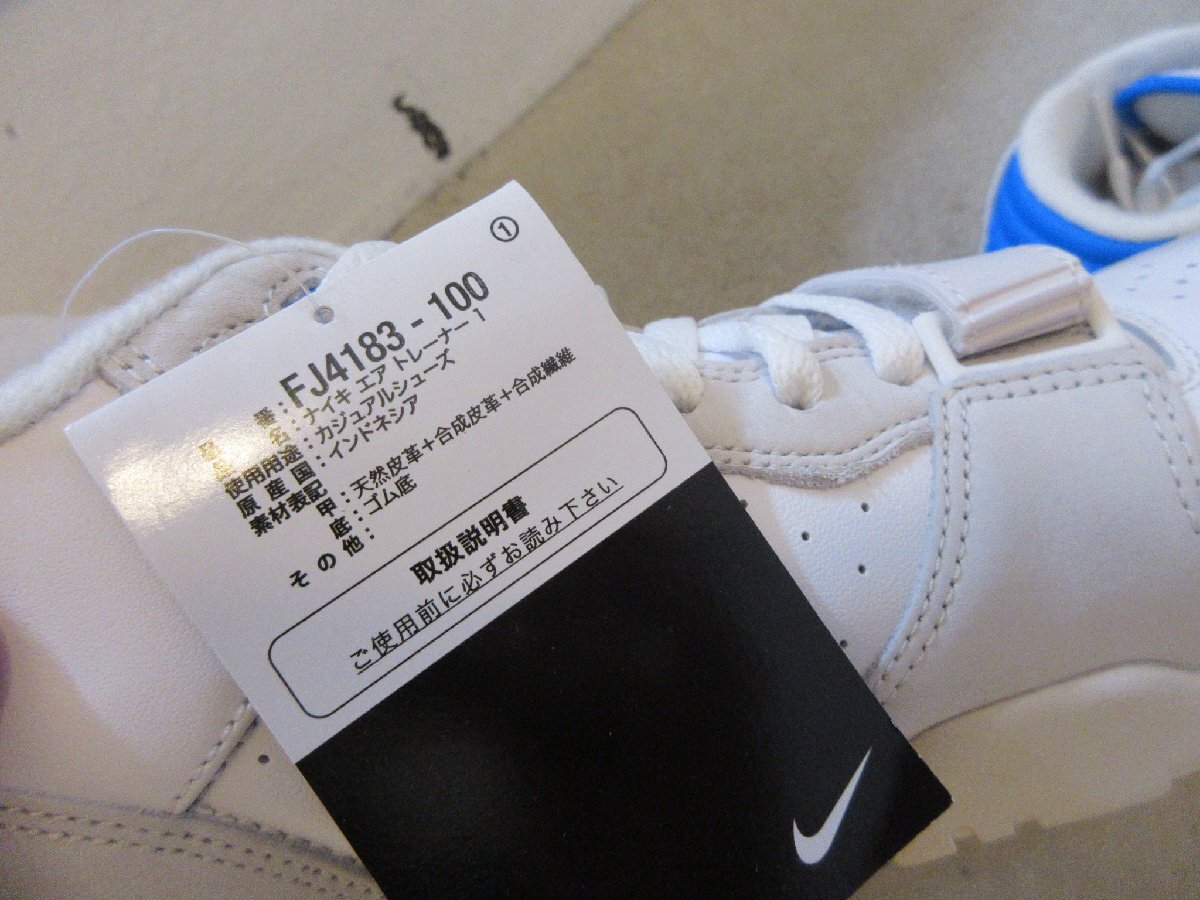 ①
品番:FJ4183 - 100
品名:ナイキ エア トレーナー 1
使用用途:カジュアルシューズ
原産国:インドネシア
素材表記
甲:天然皮革+合成皮革+合成繊維
底:ゴム底
その他:
取扱説明書
ご使用前に必ずお読み下さい